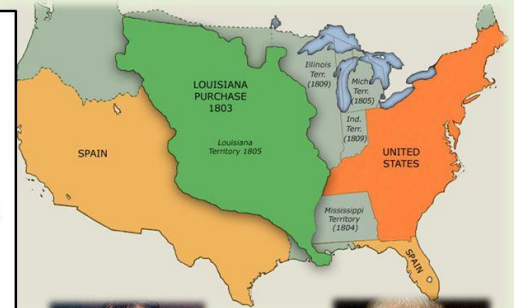 Illinois
Terr.
(1809)
Mich.
Terr.
(1805)
LOUISIANA
PURCHASE
1803
Ind.
Terr.
(1809)
Louisiana
Territory 1805
SPAIN
UNITED
STATES
Mississippi
Territory
(1804)
SPAIN